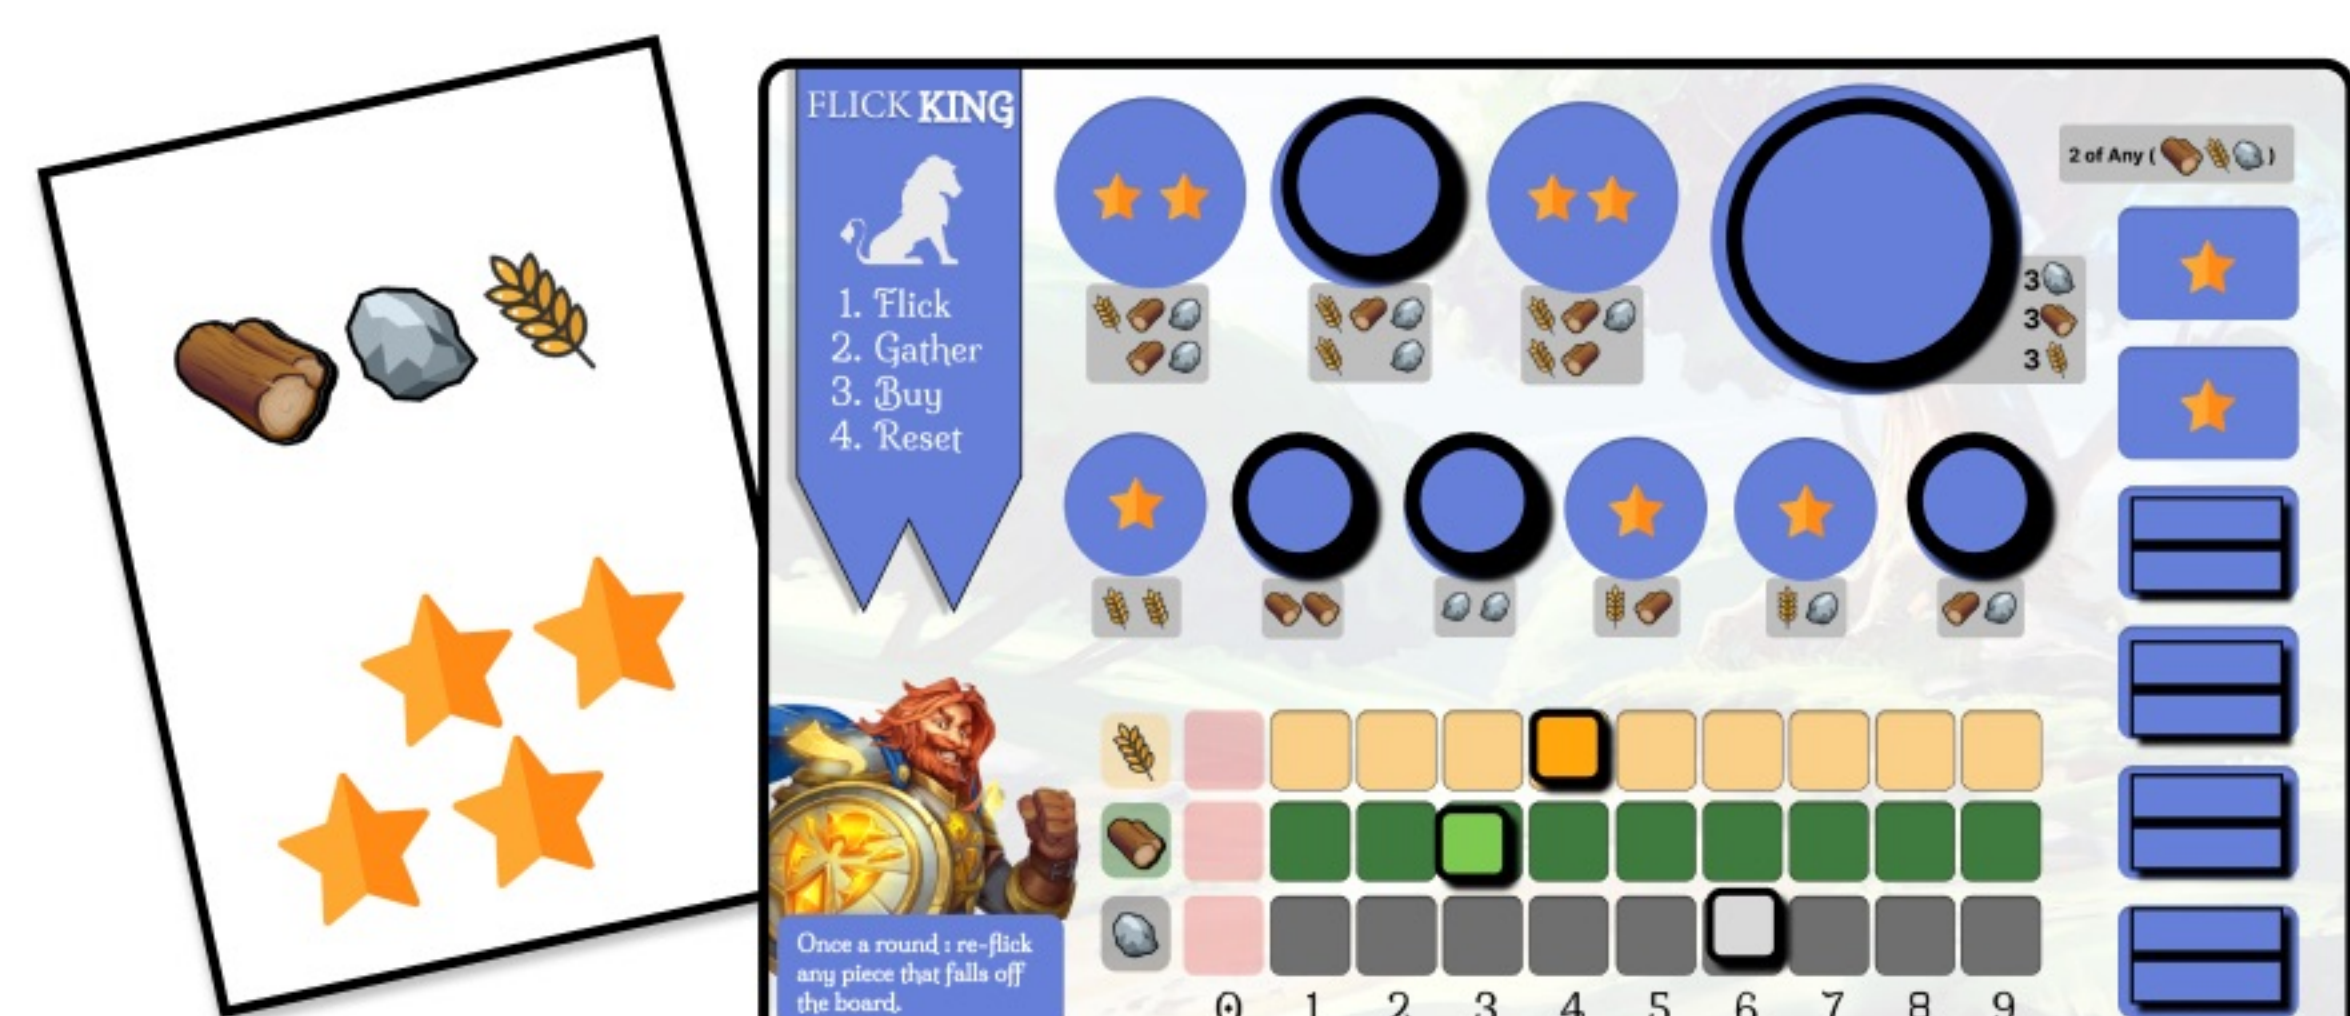 FLICK KING
1. Flick
2. Gather
3. Buy
4. Reset
2 of Any ( )
3
3
3
Once a round : re-flick
any piece that falls off
the board.
0 1 2 3 4 5 6 7 8 9